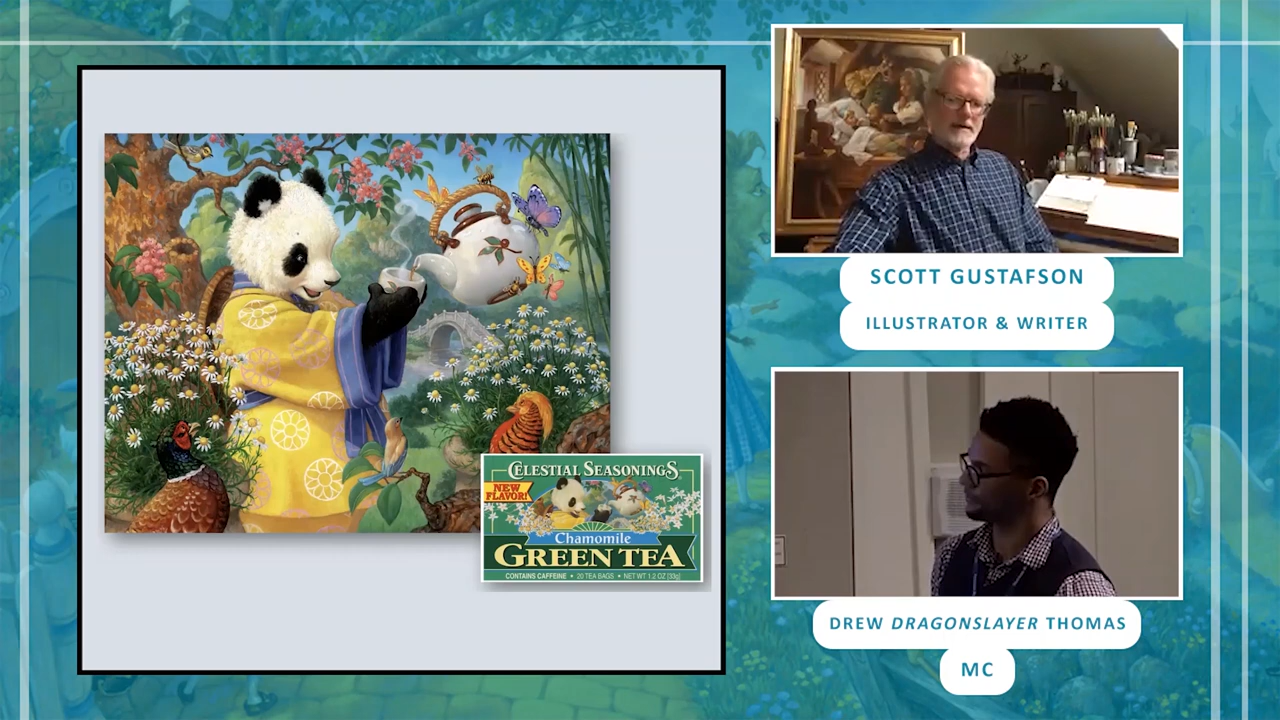 CELESTIAL SEASONINGS
NEW
FLAVOR!
Chamomile
GREEN TEA
CONTAINS CAFFEINE • 20 TEA BAGS • NET WT 1.2 OZ (33g)
SCOTT GUSTAFSON
ILLUSTRATOR & WRITER
DREW DRAGONSLAYER THOMAS
MC